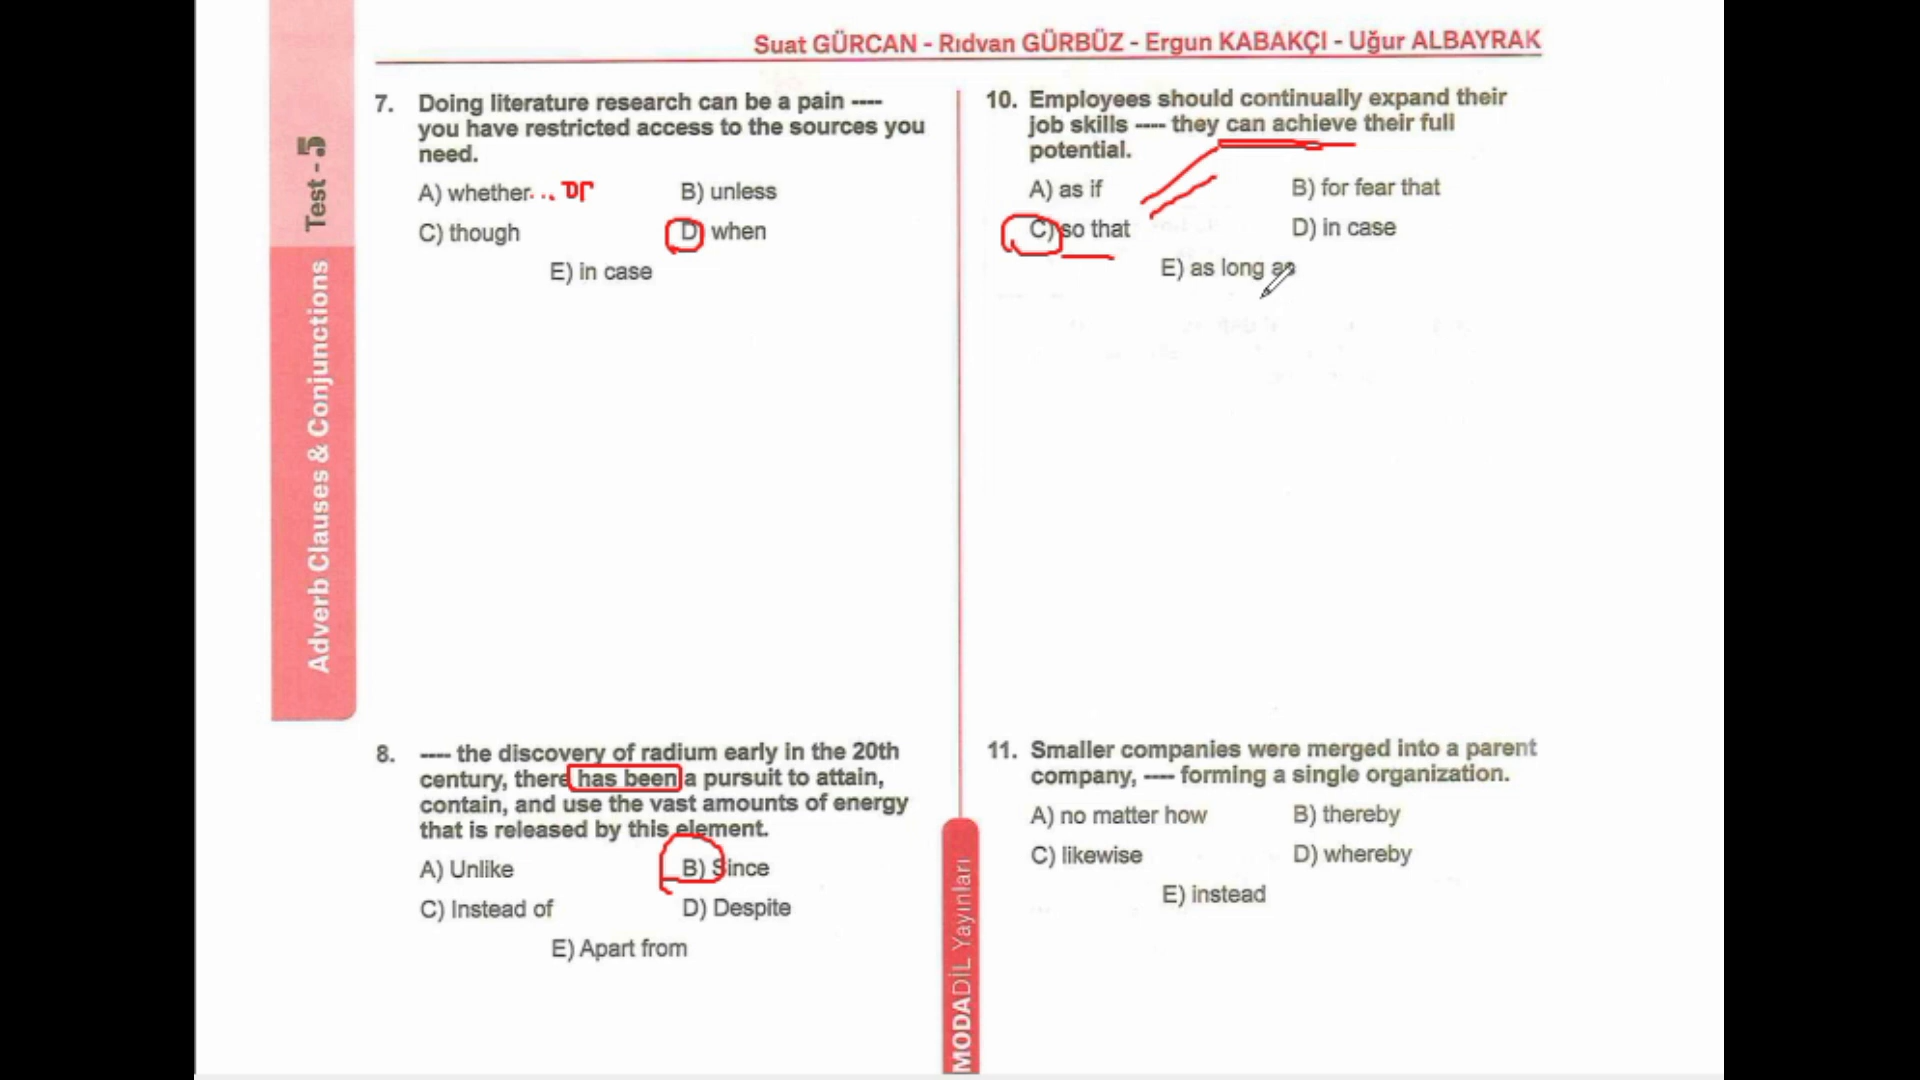 Suat GÜRCAN - Rıdvan GÜRBÜZ - Ergun KABAKÇI - Uğur ALBAYRAK
Test - 5
Adverb Clauses & Conjunctions
7. Doing literature research can be a pain ----
you have restricted access to the sources you
need.
A) whether... or
B) unless
C) though
D) when
E) in case
8. ---- the discovery of radium early in the 20th
century, there has been a pursuit to attain,
contain, and use the vast amounts of energy
that is released by this element.
A) Unlike
B) Since
C) Instead of
D) Despite
E) Apart from
10. Employees should continually expand their
job skills ---- they can achieve their full
potential.
A) as if
B) for fear that
C) so that
D) in case
E) as long as
11. Smaller companies were merged into a parent
company, ---- forming a single organization.
A) no matter how
B) thereby
C) likewise
D) whereby
E) instead
MODADİL Yayınları